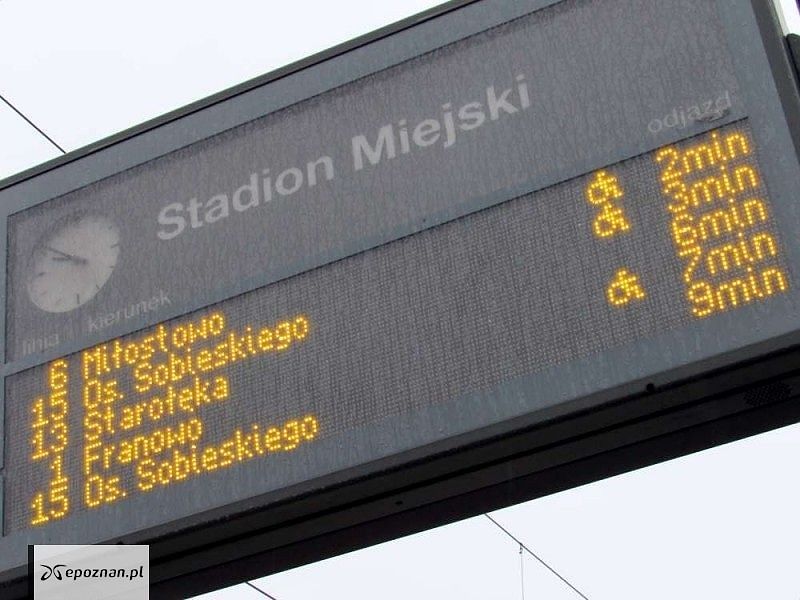 Stadion Miejski
linia kierunek odjazd
6 Miłostowo 2min
15 Os. Sobieskiego 3min
13 Starołęka 6min
1 Franowo 7min
15 Os. Sobieskiego 9min
epoznan.pl